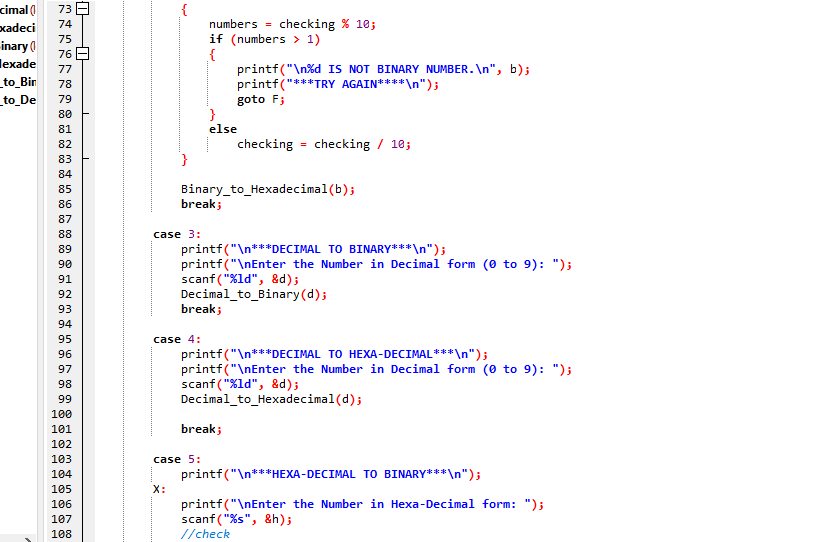 cimal(
xadeci
inary(
Hexade
_to_Bin
_to_De
73 {
74 numbers = checking % 10;
75 if (numbers > 1)
76 {
77 printf("\n%d IS NOT BINARY NUMBER.\n", b);
78 printf("***TRY AGAIN****\n");
79 goto F;
80 }
81 else
82 checking = checking / 10;
83 }
84
85 Binary_to_Hexadecimal(b);
86 break;
87
88 case 3:
89 printf("\n***DECIMAL TO BINARY***\n");
90 printf("\nEnter the Number in Decimal form (0 to 9): ");
91 scanf("%ld", &d);
92 Decimal_to_Binary(d);
93 break;
94
95 case 4:
96 printf("\n***DECIMAL TO HEXA-DECIMAL***\n");
97 printf("\nEnter the Number in Decimal form (0 to 9): ");
98 scanf("%ld", &d);
99 Decimal_to_Hexadecimal(d);
100
101 break;
102
103 case 5:
104 printf("\n***HEXA-DECIMAL TO BINARY***\n");
105 X:
106 printf("\nEnter the Number in Hexa-Decimal form: ");
107 scanf("%s", &h);
108 //check